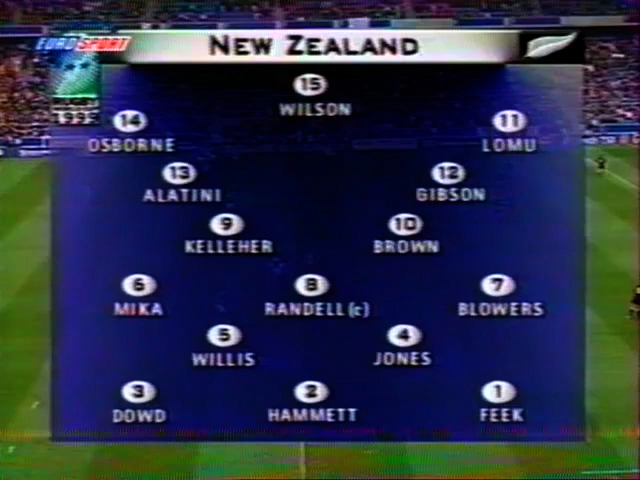 EUROSPORT
NEW ZEALAND
1999
15
WILSON
14
11
OSBORNE
LOMU
13
12
ALATINI
GIBSON
9
10
KELLEHER
BROWN
6
8
7
MIKA
RANDELL(c)
BLOWERS
5
4
WILLIS
JONES
3
2
1
DOWD
HAMMETT
FEEK